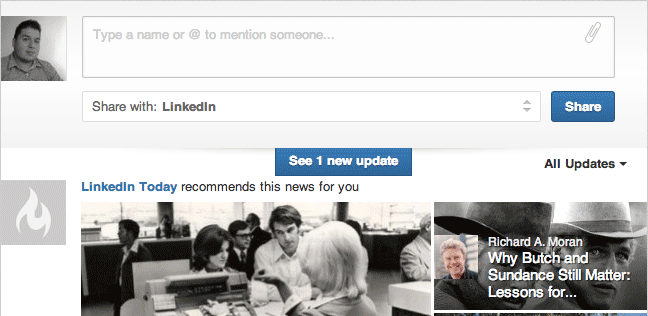 Type a name or @ to mention someone...
Share with: LinkedIn
Share
See 1 new update
All Updates
LinkedIn Today recommends this news for you
Richard A. Moran
Why Butch and
Sundance Still Matter:
Lessons for...